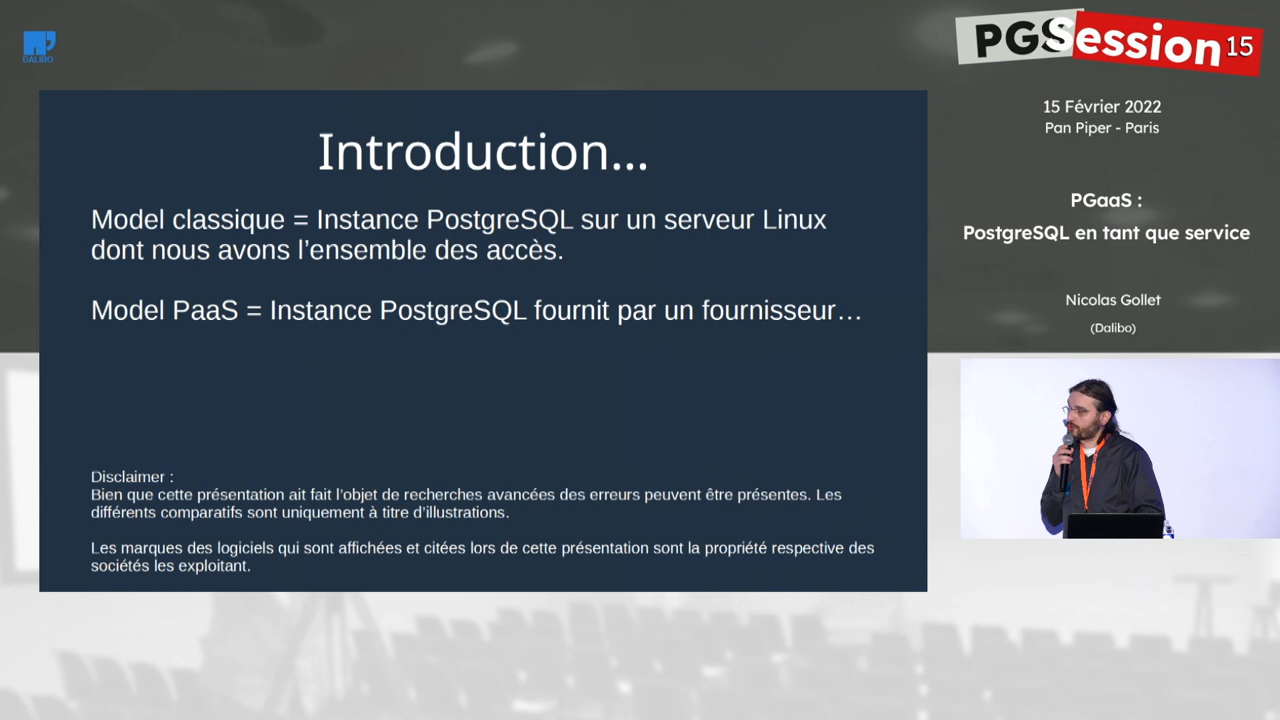 DALIBO
PGSession 15
15 Février 2022
Pan Piper - Paris
PGaaS :
PostgreSQL en tant que service
Nicolas Gollet
(Dalibo)
Introduction...
Model classique = Instance PostgreSQL sur un serveur Linux
dont nous avons l’ensemble des accès.
Model PaaS = Instance PostgreSQL fournit par un fournisseur…
Disclaimer :
Bien que cette présentation ait fait l’objet de recherches avancées des erreurs peuvent être présentes. Les
différents comparatifs sont uniquement à titre d’illustrations.
Les marques des logiciels qui sont affichées et citées lors de cette présentation sont la propriété respective des
sociétés les exploitant.